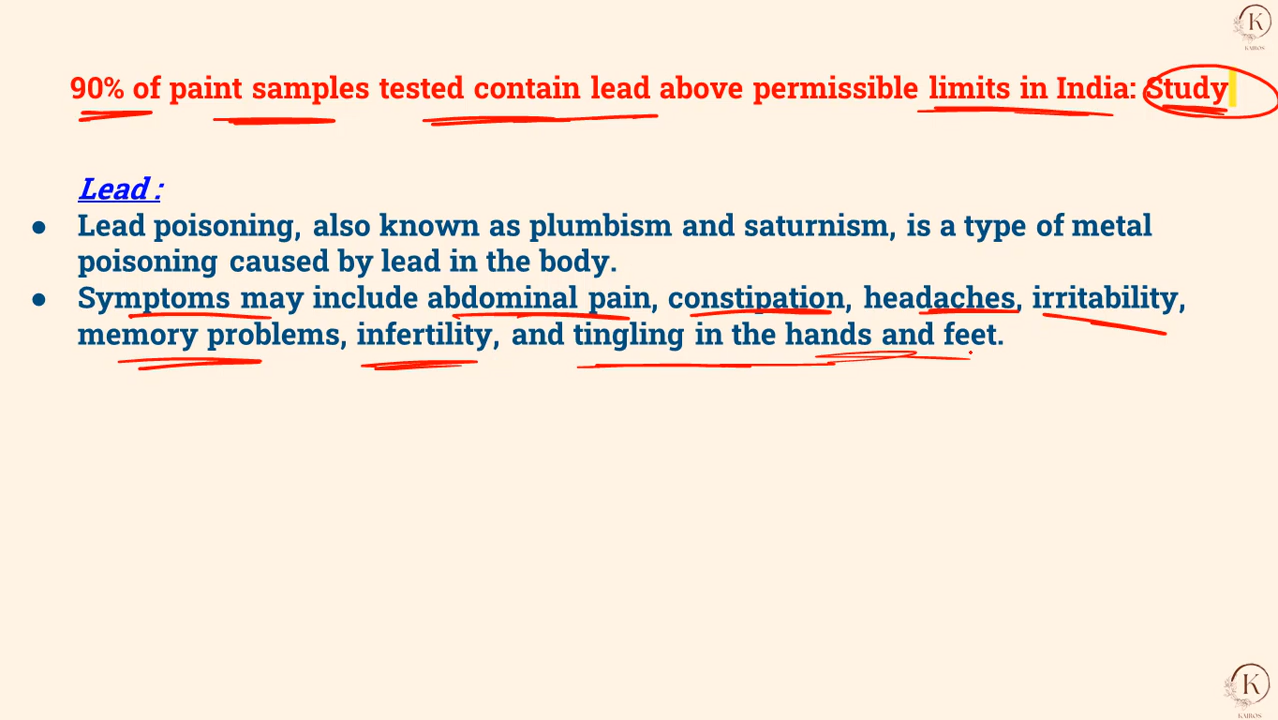 K
KAIROS
90% of paint samples tested contain lead above permissible limits in India: Study
Lead :
● Lead poisoning, also known as plumbism and saturnism, is a type of metal
poisoning caused by lead in the body.
● Symptoms may include abdominal pain, constipation, headaches, irritability,
memory problems, infertility, and tingling in the hands and feet.
K
KAIROS